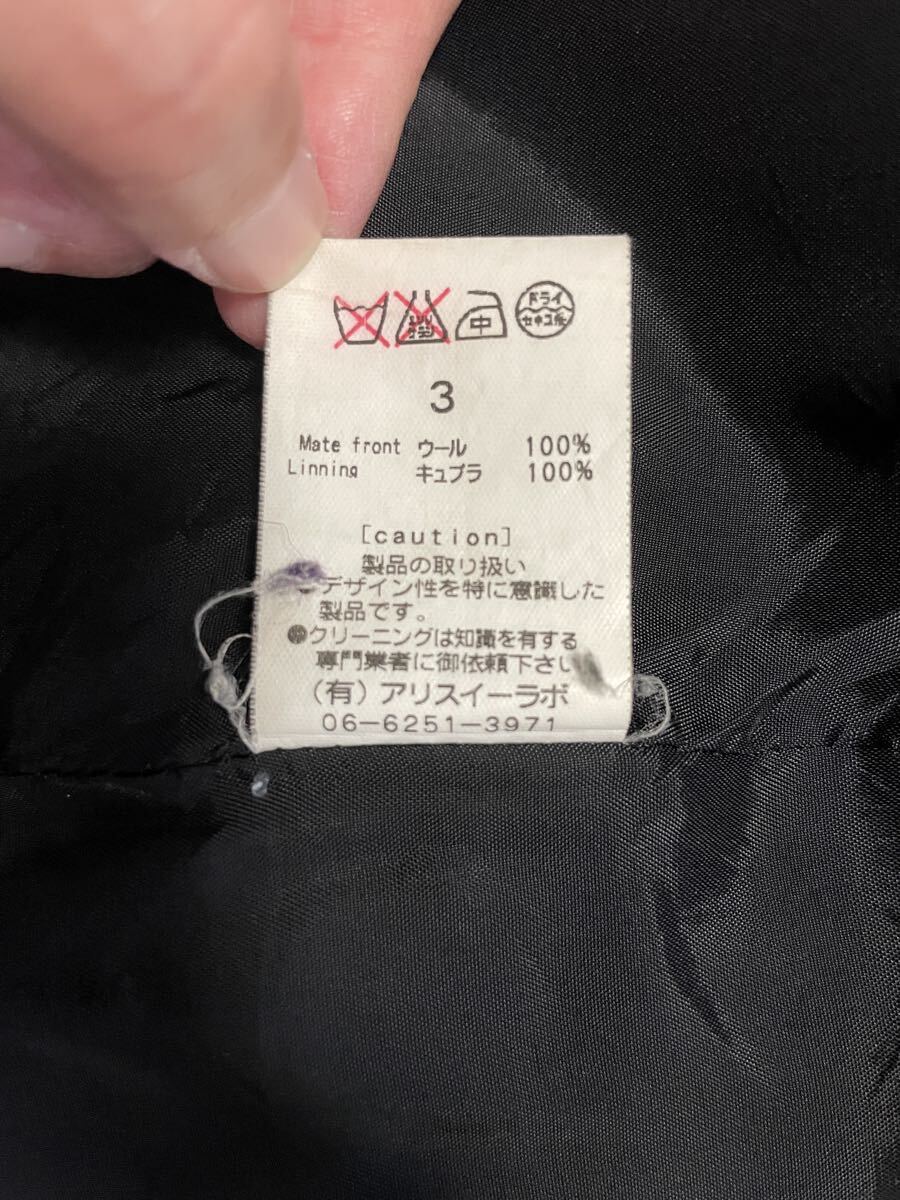 中
ドライ
セキユ系
3
Mate front ウール 100%
Linning キュプラ 100%
[caution]
製品の取り扱い
●デザイン性を特に意識した
製品です。
●クリーニングは知識を有する
専門業者に御依頼下さい
(有) アリスイーラボ
06-6251-3971